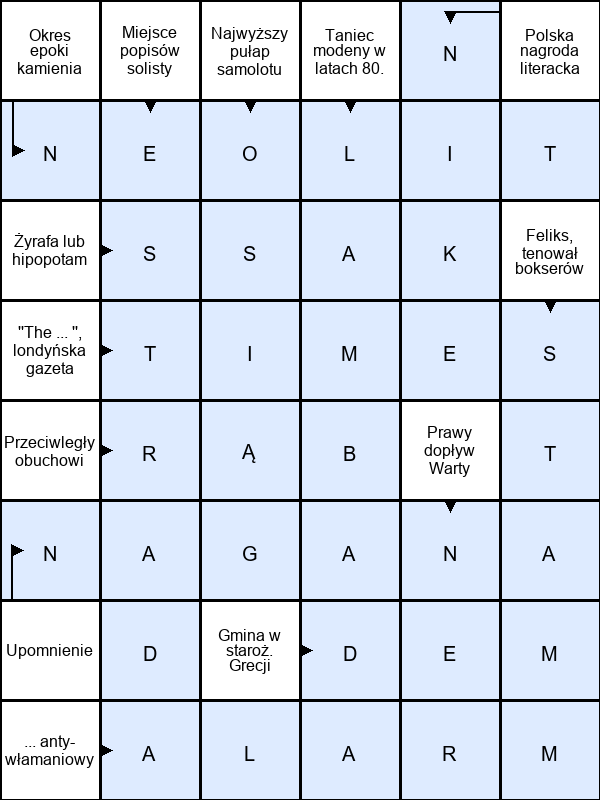 Okres
epoki
kamienia
Miejsce
popisów
solisty
Najwyższy
pułap
samolotu
Taniec
modeny w
latach 80.
N
Polska
nagroda
literacka
N E O L I T
Żyrafa lub
hipopotam
S S A K
Feliks,
tenował
bokserów
"The ... ",
londyńska
gazeta
T I M E S
Przeciwległy
obuchowi
R Ą B
Prawy
dopływ
Warty
T
N A G A N A
Upomnienie
D
Gmina w
staroż.
Grecji
D E M
... anty-
włamaniowy
A L A R M